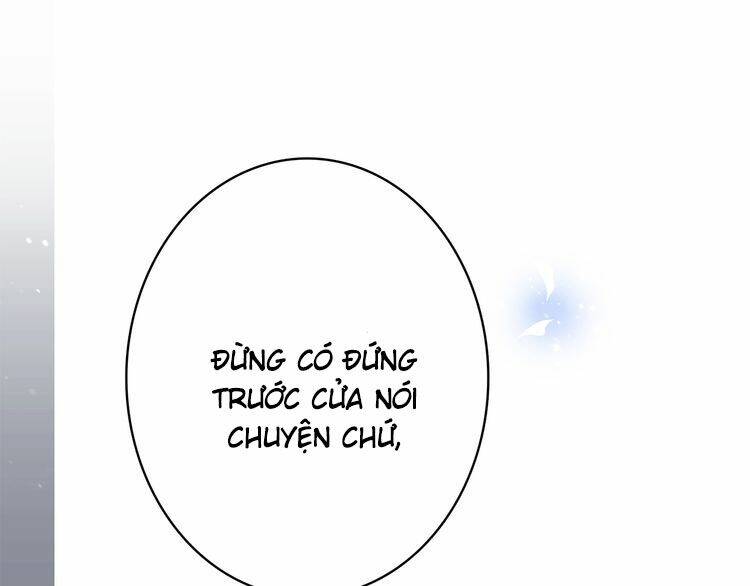 ĐỪNG CÓ ĐỨNG
TRƯỚC CỬA NÓI
CHUYỆN CHỨ,